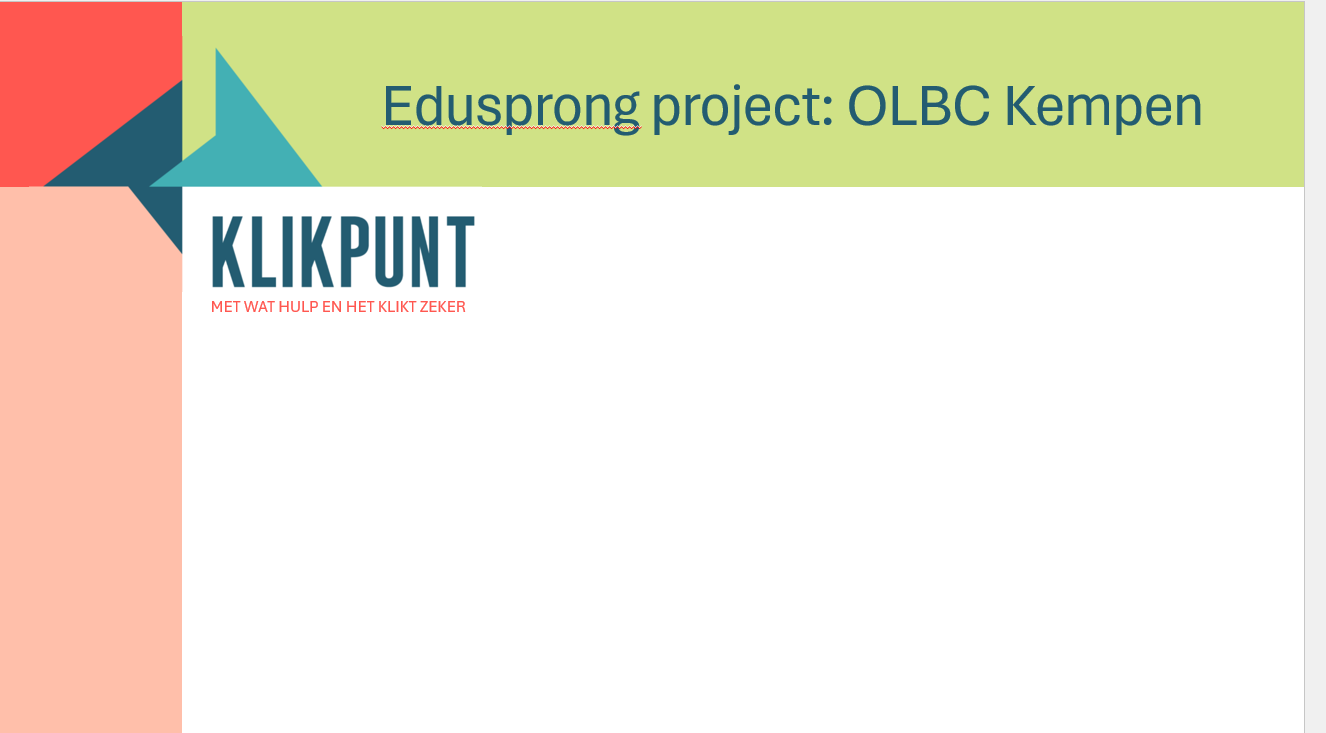 Edusprong project: OLBC Kempen
KLIKPUNT
MET WAT HULP EN HET KLIKT ZEKER